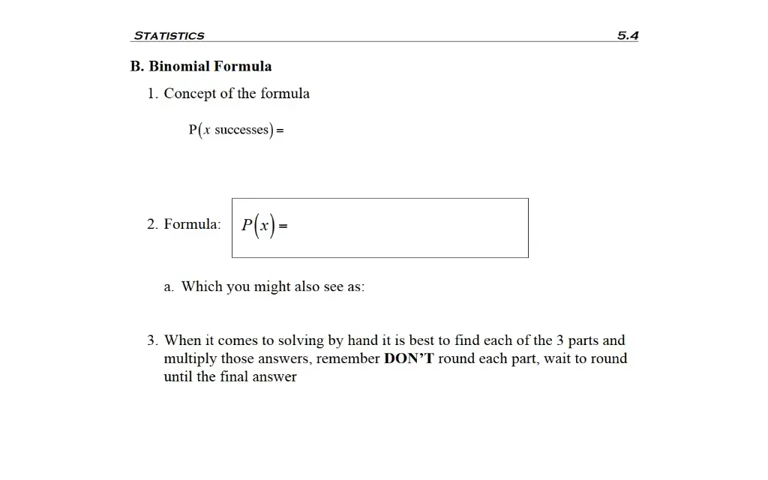 STATISTICS 5.4
B. Binomial Formula
1. Concept of the formula
P(x successes) =
2. Formula: P(x) =
a. Which you might also see as:
3. When it comes to solving by hand it is best to find each of the 3 parts and
multiply those answers, remember DON'T round each part, wait to round
until the final answer